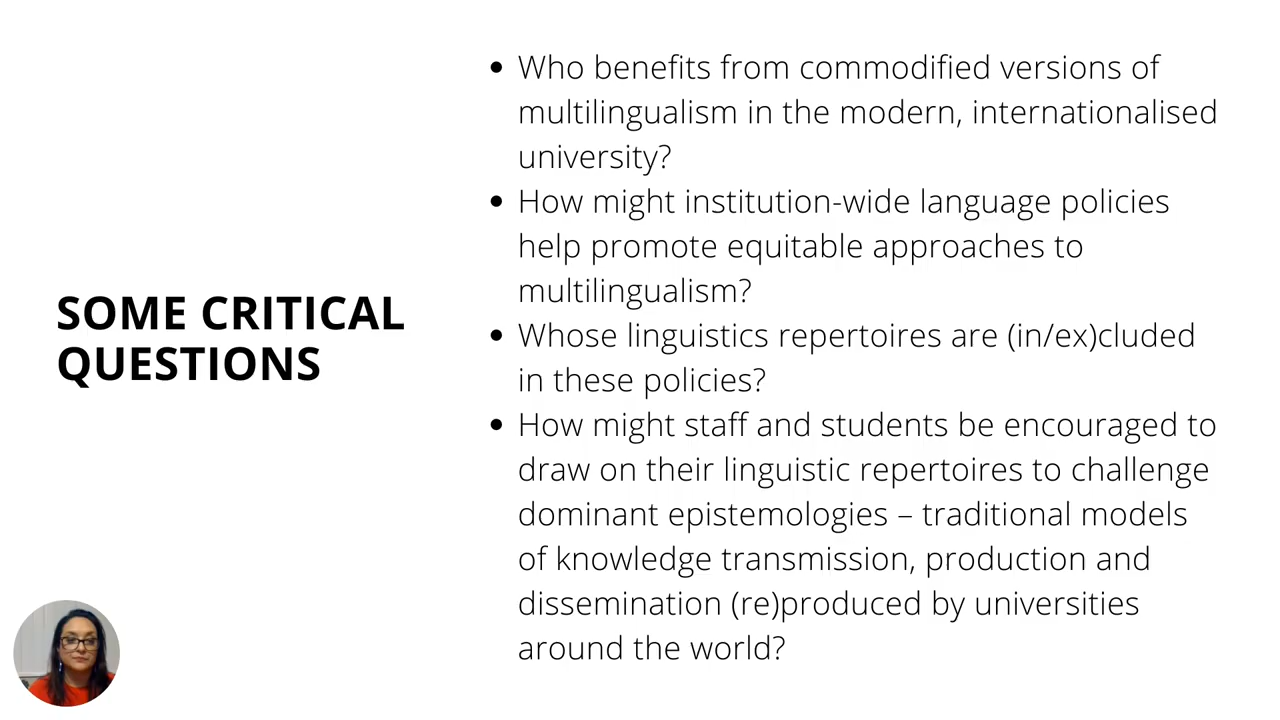 SOME CRITICAL
QUESTIONS
• Who benefits from commodified versions of
multilingualism in the modern, internationalised
university?
• How might institution-wide language policies
help promote equitable approaches to
multilingualism?
• Whose linguistics repertoires are (in/ex)cluded
in these policies?
• How might staff and students be encouraged to
draw on their linguistic repertoires to challenge
dominant epistemologies – traditional models
of knowledge transmission, production and
dissemination (re)produced by universities
around the world?